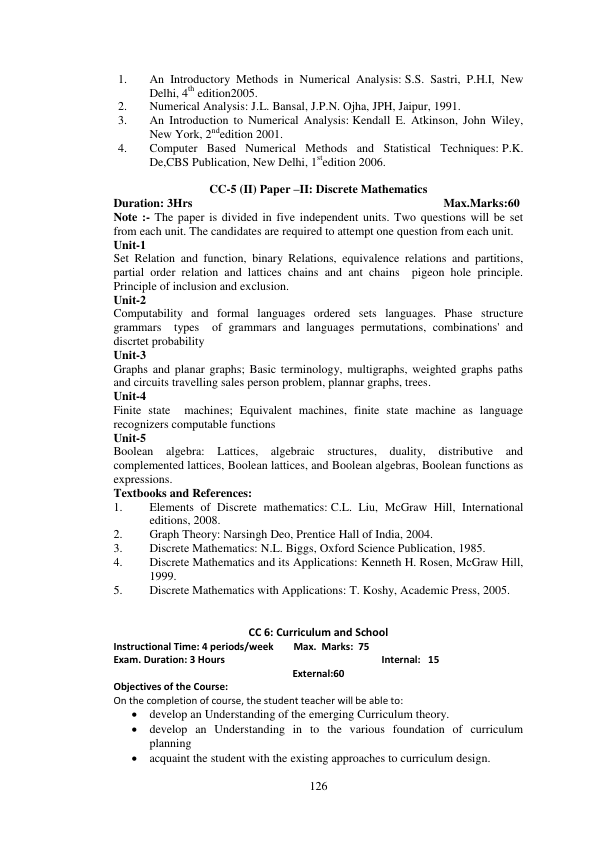 1. An Introductory Methods in Numerical Analysis: S.S. Sastri, P.H.I, New
Delhi, 4th edition2005.
2. Numerical Analysis: J.L. Bansal, J.P.N. Ojha, JPH, Jaipur, 1991.
3. An Introduction to Numerical Analysis: Kendall E. Atkinson, John Wiley,
New York, 2ndedition 2001.
4. Computer Based Numerical Methods and Statistical Techniques: P.K.
De,CBS Publication, New Delhi, 1stedition 2006.
CC-5 (II) Paper –II: Discrete Mathematics
Duration: 3Hrs Max.Marks:60
Note :- The paper is divided in five independent units. Two questions will be set
from each unit. The candidates are required to attempt one question from each unit.
Unit-1
Set Relation and function, binary Relations, equivalence relations and partitions,
partial order relation and lattices chains and ant chains pigeon hole principle.
Principle of inclusion and exclusion.
Unit-2
Computability and formal languages ordered sets languages. Phase structure
grammars types of grammars and languages permutations, combinations' and
discrtet probability
Unit-3
Graphs and planar graphs; Basic terminology, multigraphs, weighted graphs paths
and circuits travelling sales person problem, plannar graphs, trees.
Unit-4
Finite state machines; Equivalent machines, finite state machine as language
recognizers computable functions
Unit-5
Boolean algebra: Lattices, algebraic structures, duality, distributive and
complemented lattices, Boolean lattices, and Boolean algebras, Boolean functions as
expressions.
Textbooks and References:
1. Elements of Discrete mathematics: C.L. Liu, McGraw Hill, International
editions, 2008.
2. Graph Theory: Narsingh Deo, Prentice Hall of India, 2004.
3. Discrete Mathematics: N.L. Biggs, Oxford Science Publication, 1985.
4. Discrete Mathematics and its Applications: Kenneth H. Rosen, McGraw Hill,
1999.
5. Discrete Mathematics with Applications: T. Koshy, Academic Press, 2005.
CC 6: Curriculum and School
Instructional Time: 4 periods/week Max. Marks: 75
Exam. Duration: 3 Hours Internal: 15
External:60
Objectives of the Course:
On the completion of course, the student teacher will be able to:
• develop an Understanding of the emerging Curriculum theory.
• develop an Understanding in to the various foundation of curriculum
planning
• acquaint the student with the existing approaches to curriculum design.
126